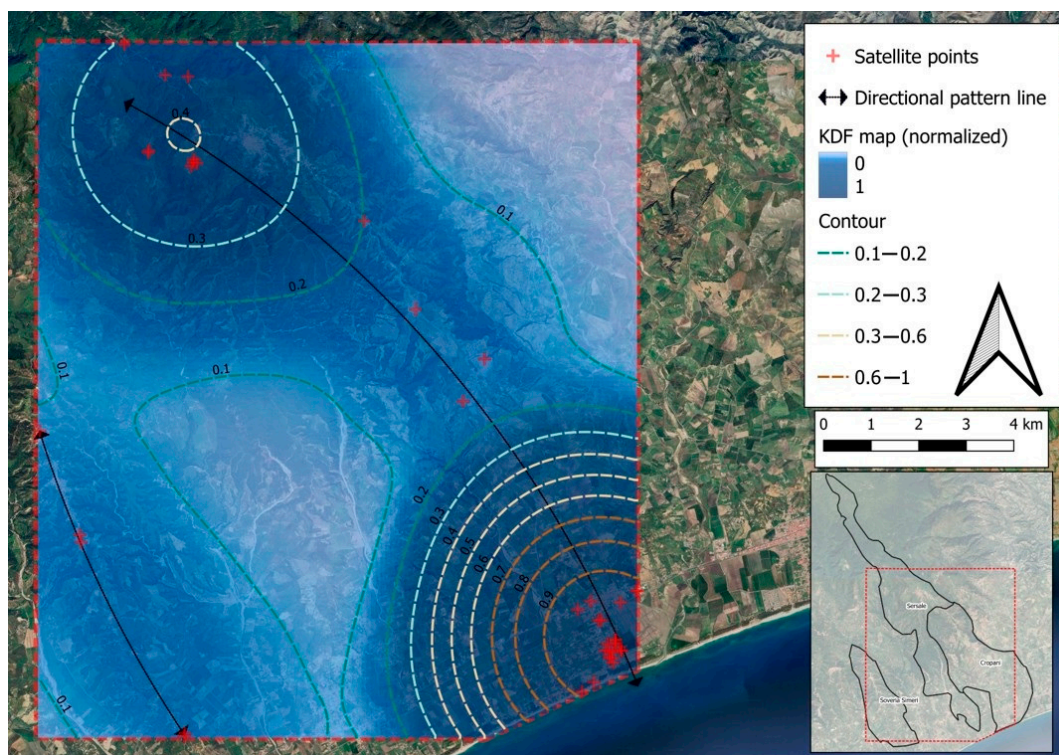 Satellite points
Directional pattern line
KDF map (normalized)
0
1
Contour
0.1—0.2
0.2—0.3
0.3—0.6
0.6—1
0 1 2 3 4 km
Sersale
Cropani
Soveria Simeri
0.4
0.3
0.2
0.1
0.1
0.1
0.2
0.3
0.4
0.5
0.6
0.7
0.8
0.9
0.1